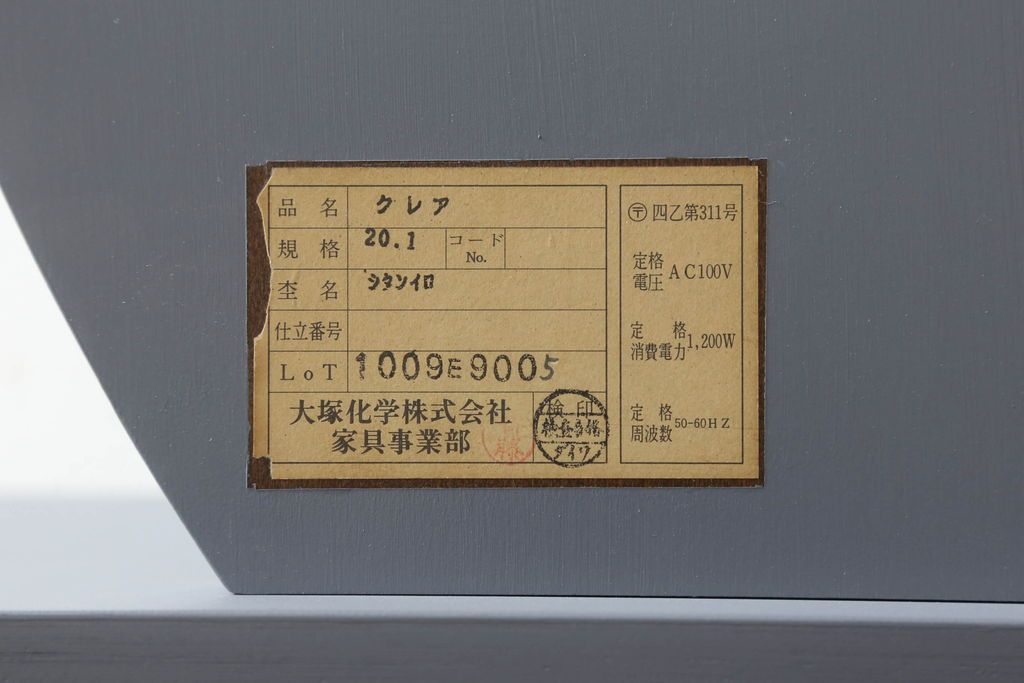 品 名 クレア
規 格 20.1 コード No.
杢 名 シタンイロ
仕立番号
LoT 1009E9005
大塚化学株式会社
家具事業部
検 印
ダイワ
〒 四乙第311号
定格電圧 AC100V
定格消費電力 1,200W
定格周波数 50-60HZ